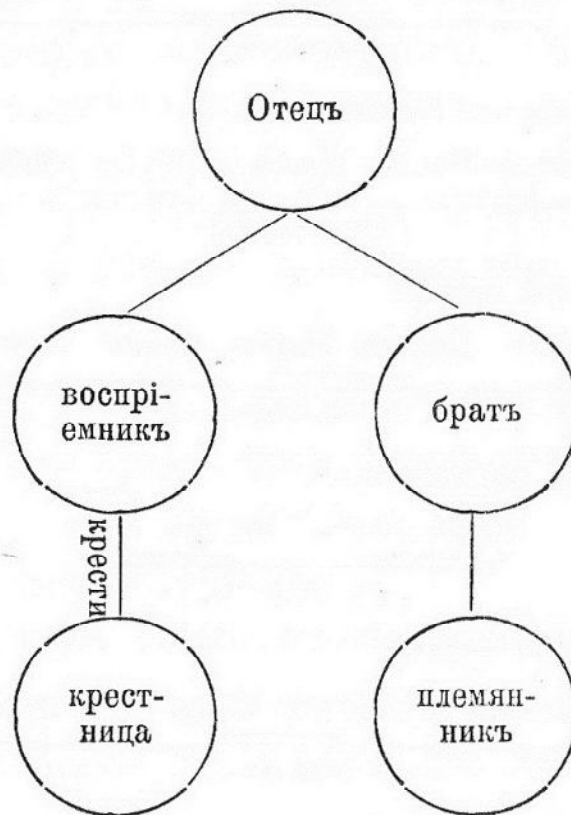 Отецъ
воспрі-
емникъ
братъ
крести
крест-
ница
племян-
никъ